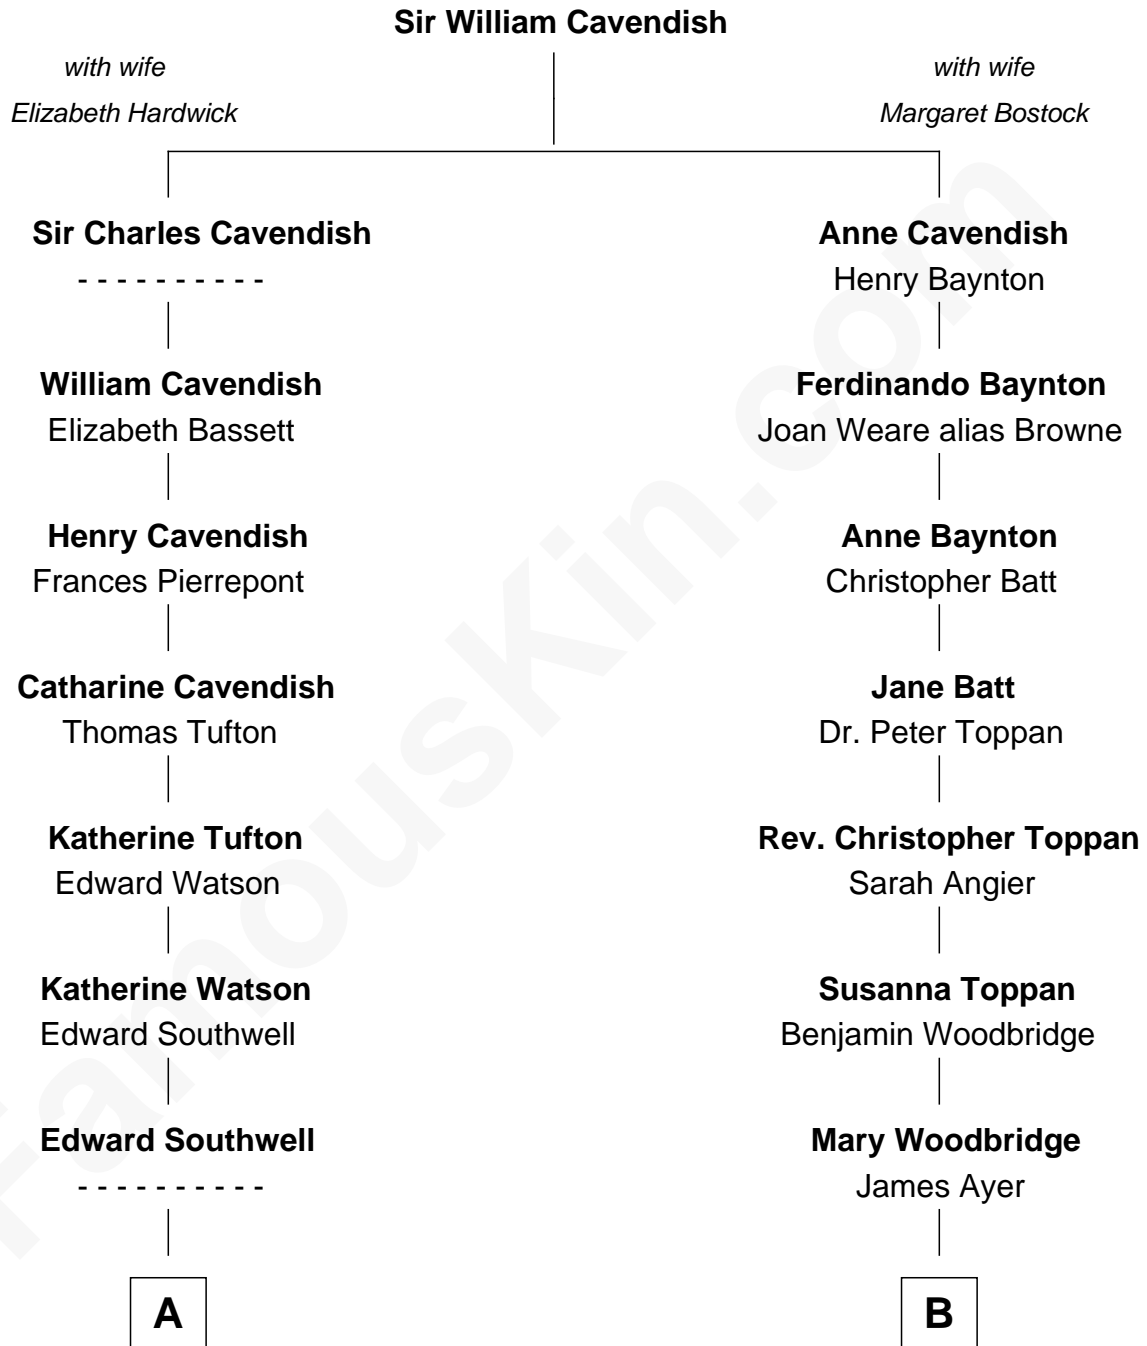 Sir William Cavendish
with wife
Elizabeth Hardwick
with wife
Margaret Bostock
Sir Charles Cavendish
- - - - - - - - - -
Anne Cavendish
Henry Baynton
William Cavendish
Elizabeth Bassett
Ferdinando Baynton
Joan Weare alias Browne
Henry Cavendish
Frances Pierrepont
Anne Baynton
Christopher Batt
Catharine Cavendish
Thomas Tufton
Jane Batt
Dr. Peter Toppan
Katherine Tufton
Edward Watson
Rev. Christopher Toppan
Sarah Angier
Katherine Watson
Edward Southwell
Susanna Toppan
Benjamin Woodbridge
Edward Southwell
- - - - - - - - - -
Mary Woodbridge
James Ayer
A
B
FamousKin.com